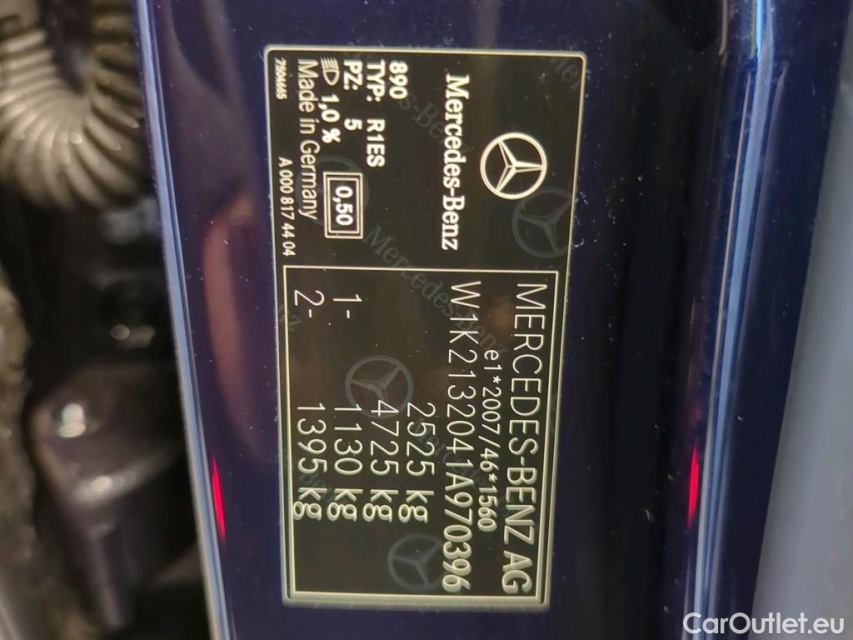 Mercedes-Benz
890
TYP: R1ES
PZ: 5
1,0 %
0,50
Made in Germany
7504465
A 000 817 44 04
MERCEDES-BENZ AG
e1*2007/46*1560
W1K2132041A970396
2525 kg
4725 kg
1- 1130 kg
2- 1395 kg
CarOutlet.eu